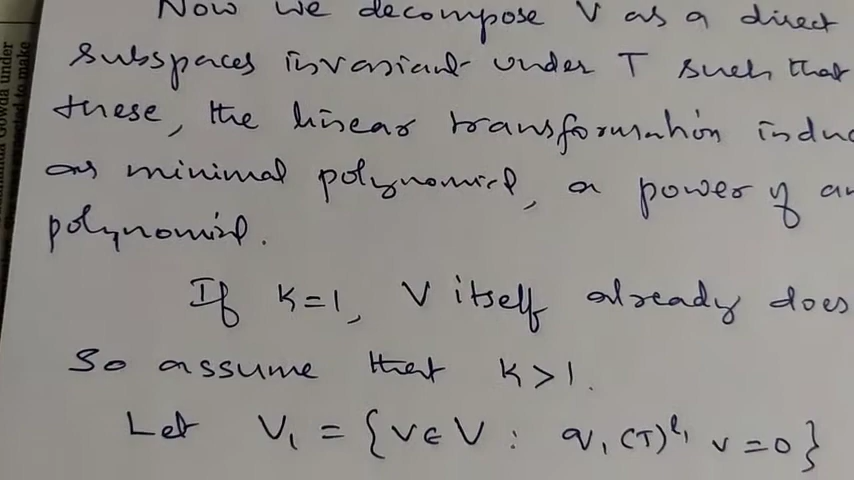 Now we decompose V as a direct
subspaces invariant under T such that
these, the linear transformation induc
as minimal polynomial, a power of an
polynomial.
If K=1, V itself already does
So assume that K>1.
Let V₁ = {v∈V : q₁(T)^l₁ v=0}